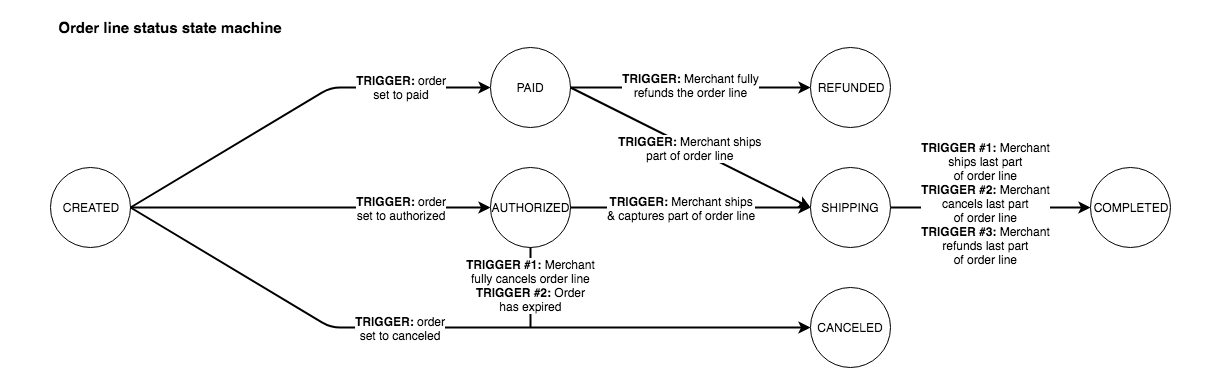 Order line status state machine
TRIGGER: order
set to paid
PAID
TRIGGER: Merchant fully
refunds the order line
REFUNDED
TRIGGER: Merchant ships
part of order line
CREATED
TRIGGER: order
set to authorized
AUTHORIZED
TRIGGER: Merchant ships
& captures part of order line
SHIPPING
TRIGGER #1: Merchant
ships last part
of order line
TRIGGER #2: Merchant
cancels last part
of order line
TRIGGER #3: Merchant
refunds last part
of order line
COMPLETED
TRIGGER #1: Merchant
fully cancels order line
TRIGGER #2: Order
has expired
TRIGGER: order
set to canceled
CANCELED